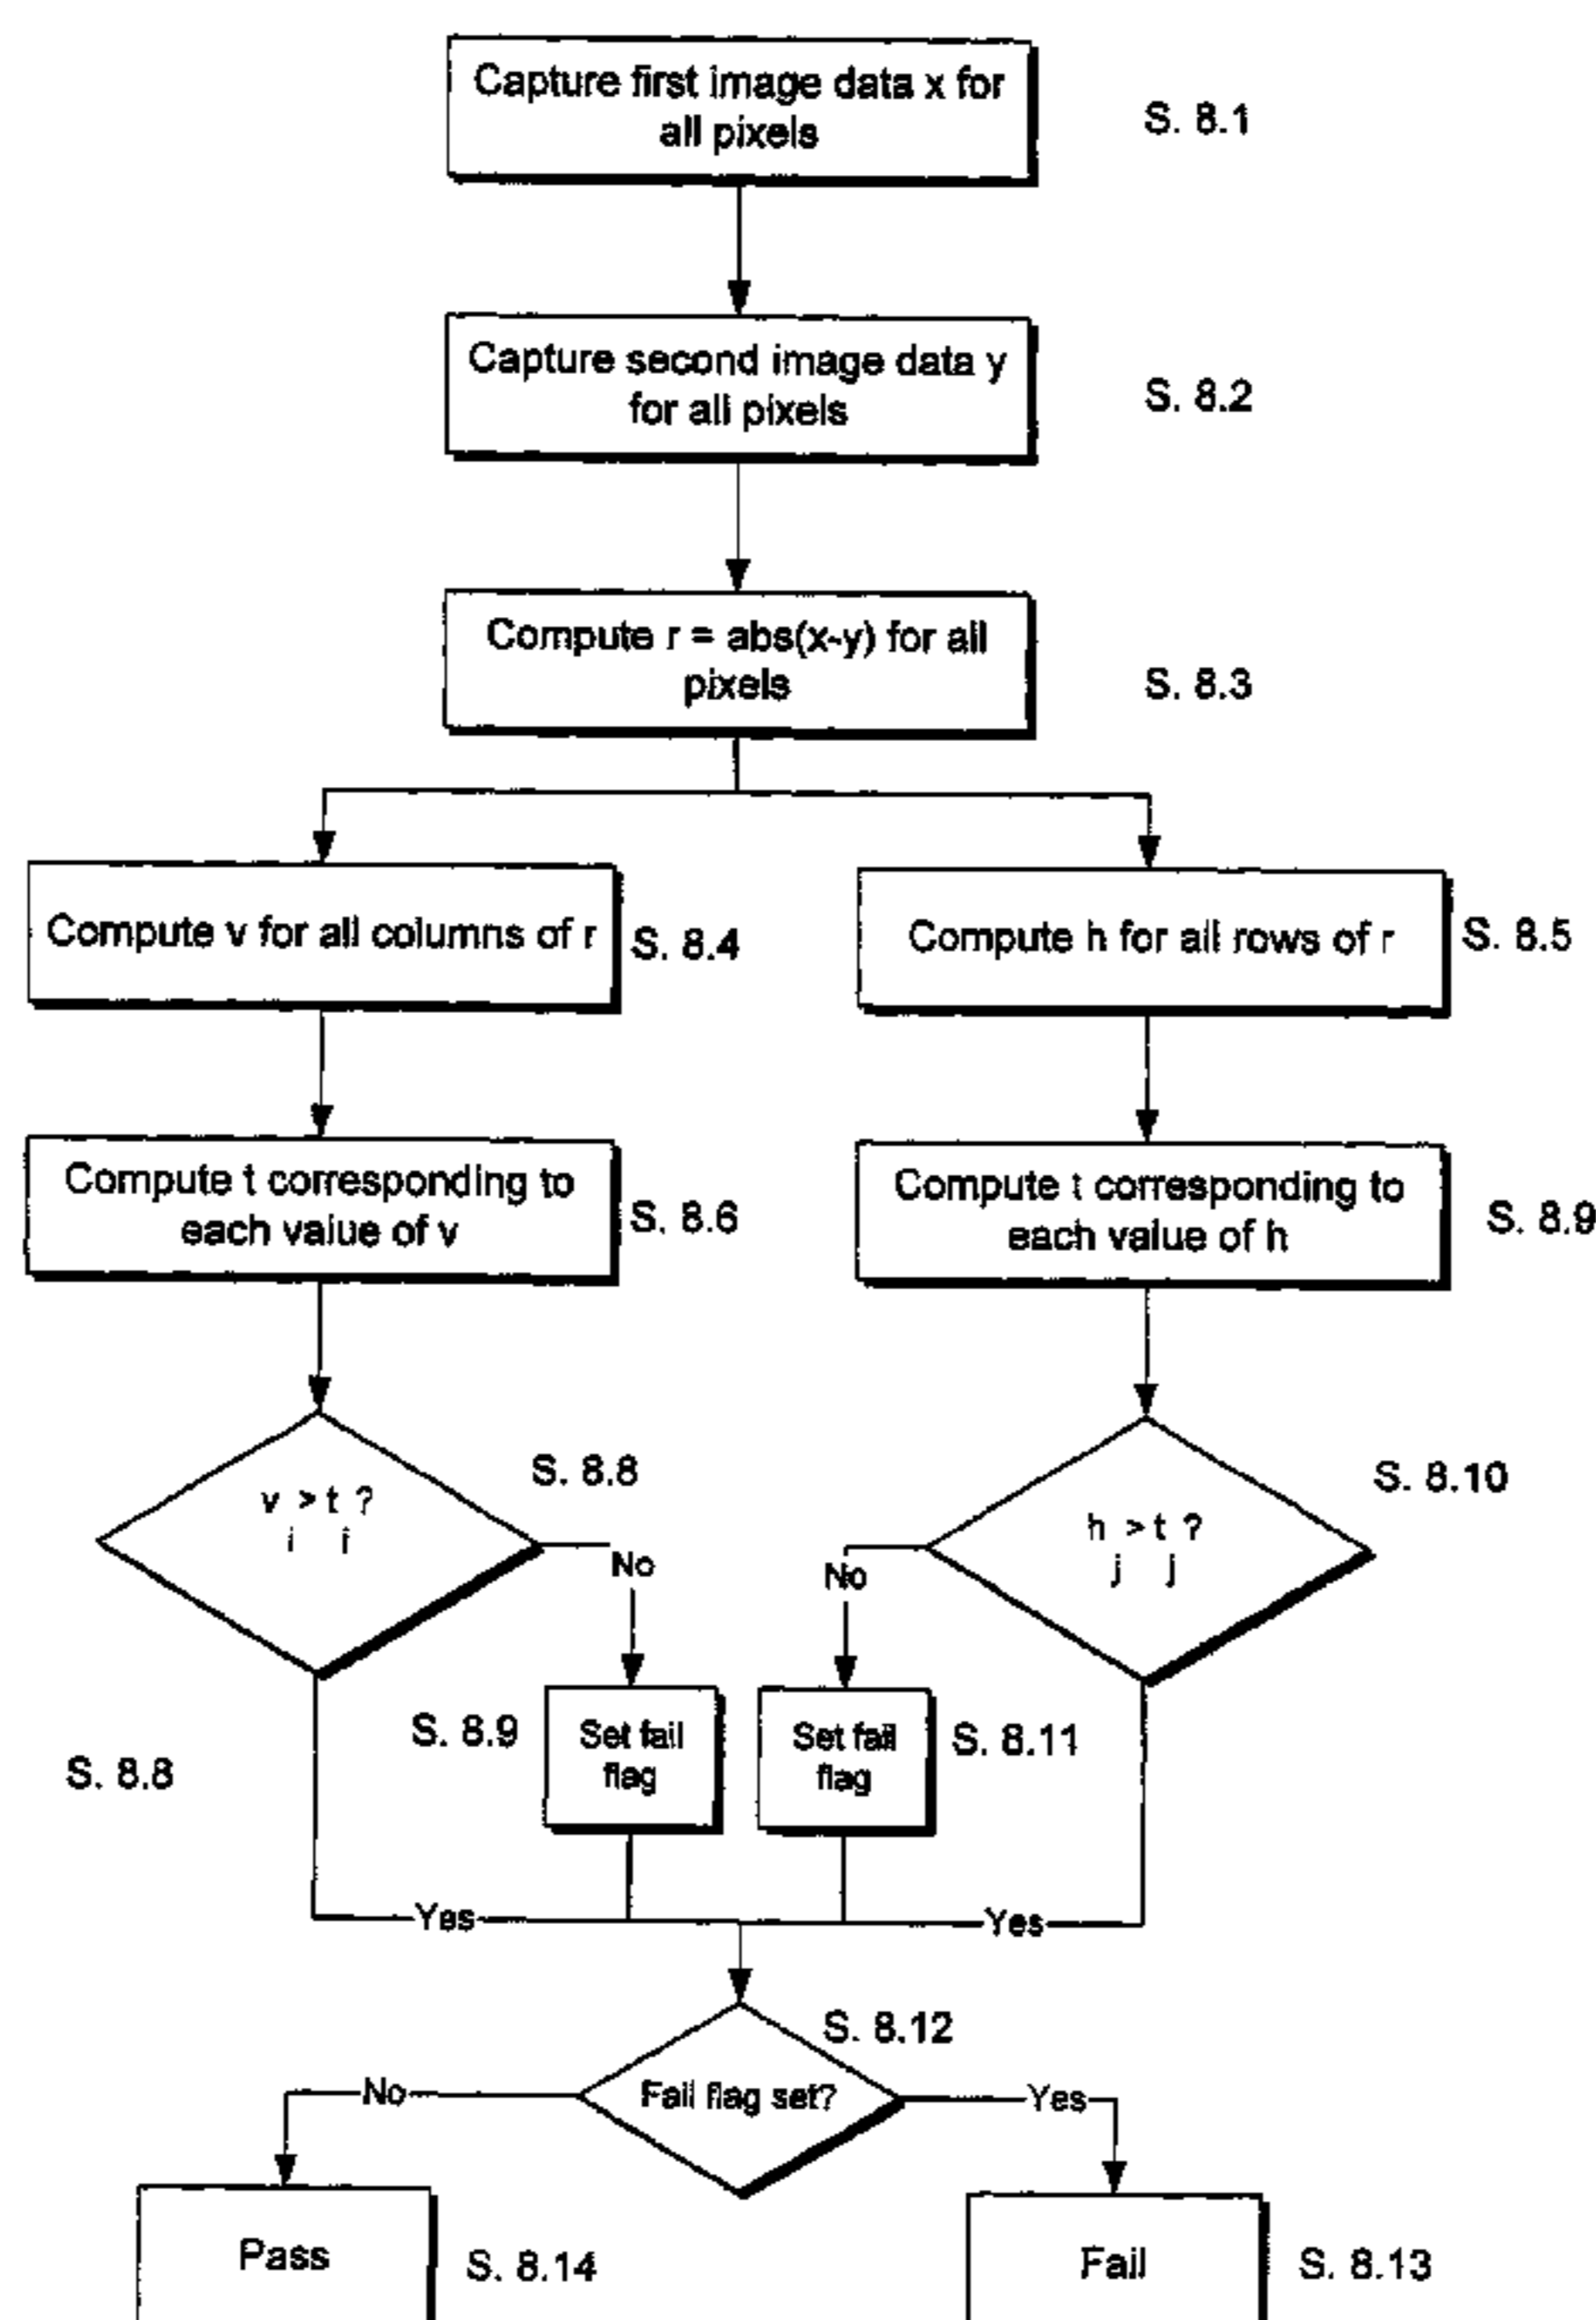 Capture first image data x for
all pixels
S. 8.1
Capture second image data y
for all pixels
S. 8.2
Compute r = abs(x-y) for all
pixels
S. 8.3
Compute v for all columns of r
S. 8.4
Compute h for all rows of r
S. 8.5
Compute t corresponding to
each value of v
S. 8.6
Compute t corresponding to
each value of h
S. 8.9
v > t ?
i i
S. 8.8
No
h > t ?
j j
S. 8.10
No
S. 8.8
S. 8.9
Set fail
flag
Set fail
flag
S. 8.11
Yes
Yes
S. 8.12
Fail flag set?
No
Yes
Pass
S. 8.14
Fail
S. 8.13